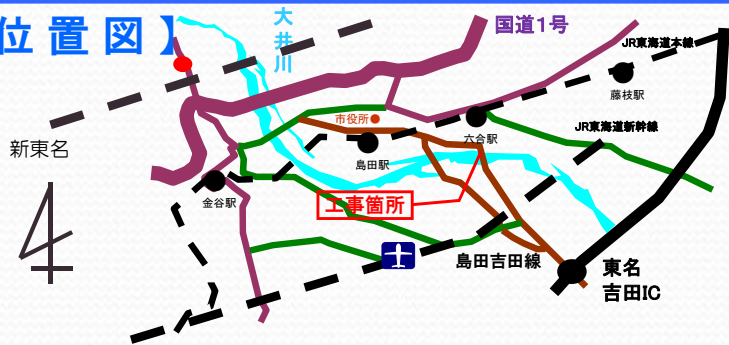 位置図】
大井川
国道1号
JR東海道本線
藤枝駅
市役所
六合駅
JR東海道新幹線
新東名
島田駅
金谷駅
工事箇所
島田吉田線
東名
吉田IC